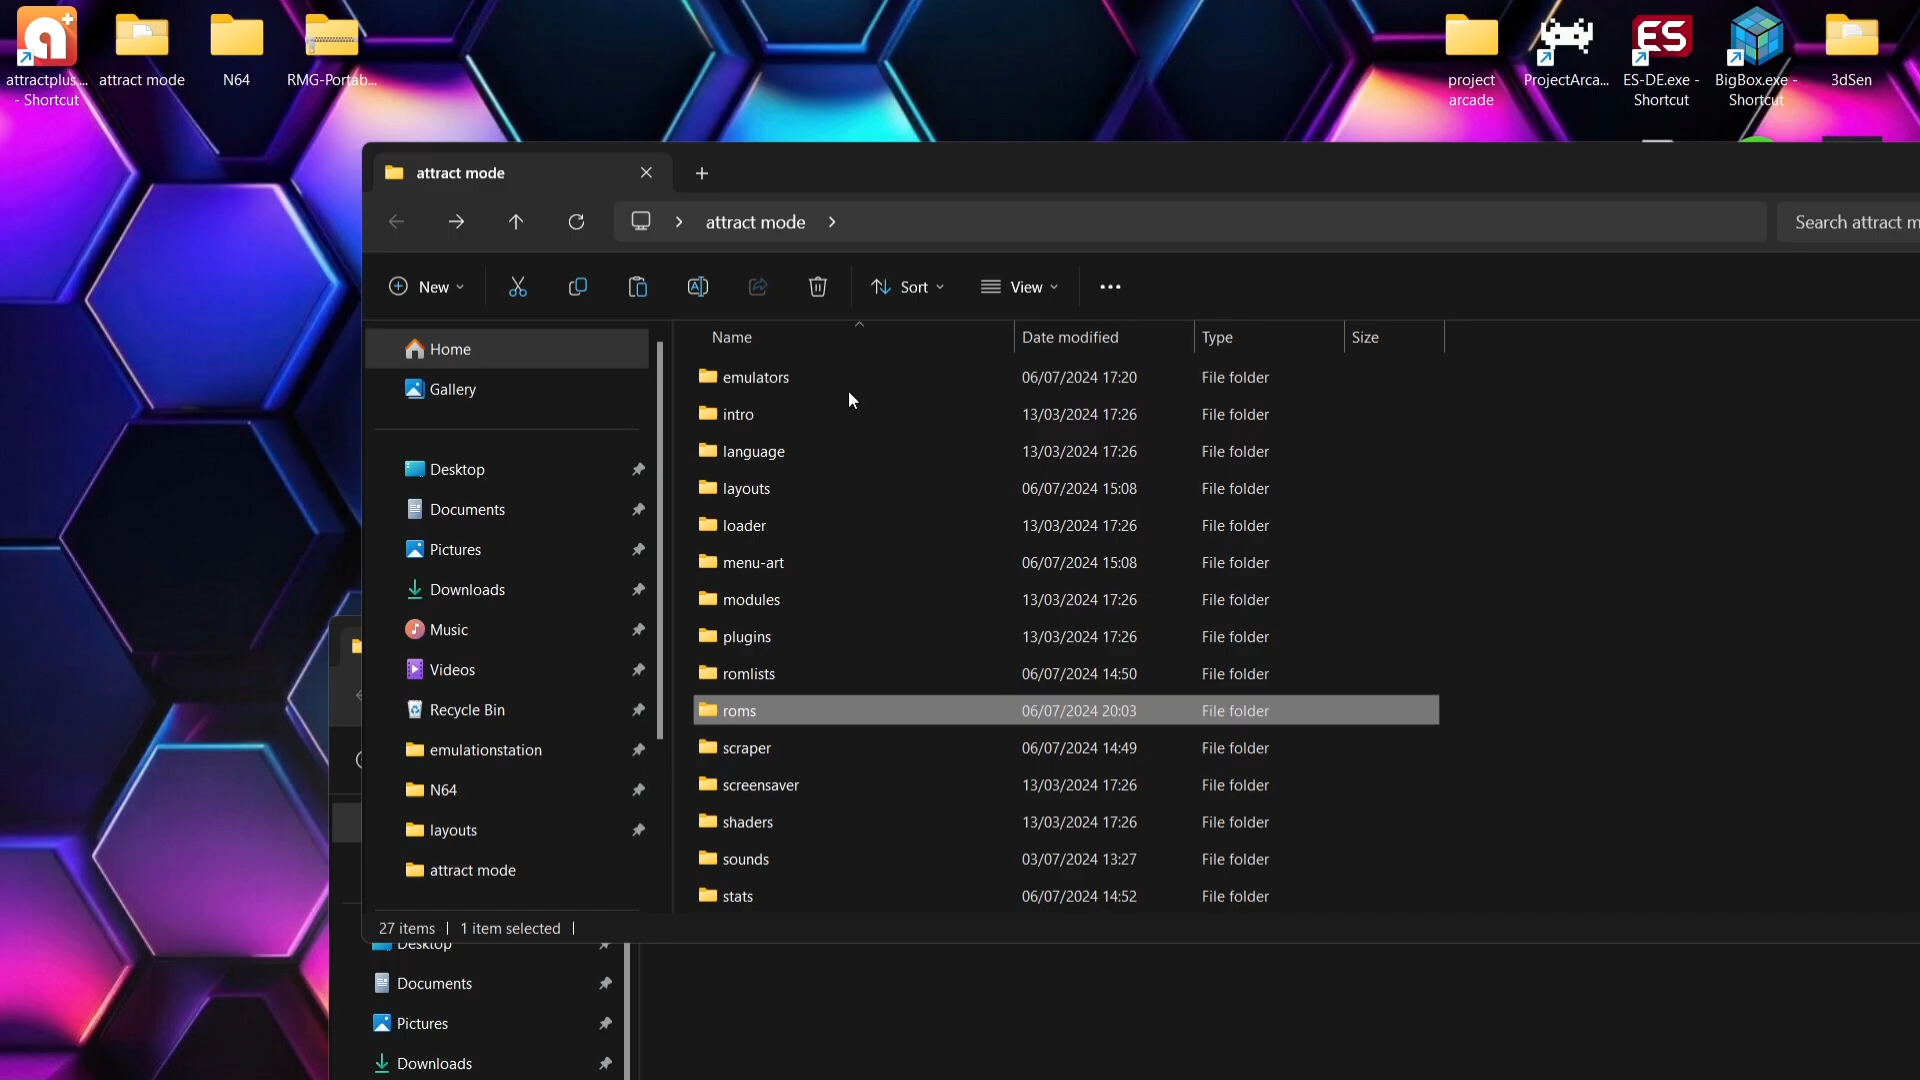 attractplus...
- Shortcut
attract mode
N64
RMG-Portab...
project
arcade
ProjectArca...
ES
ES-DE.exe -
Shortcut
BigBox.exe -
Shortcut
3dSen
attract mode
attract mode
Search attract m
New
Sort
View
Home
Gallery
Desktop
Documents
Pictures
Downloads
Music
Videos
Recycle Bin
emulationstation
N64
layouts
attract mode
Name Date modified Type Size
emulators 06/07/2024 17:20 File folder
intro 13/03/2024 17:26 File folder
language 13/03/2024 17:26 File folder
layouts 06/07/2024 15:08 File folder
loader 13/03/2024 17:26 File folder
menu-art 06/07/2024 15:08 File folder
modules 13/03/2024 17:26 File folder
plugins 13/03/2024 17:26 File folder
romlists 06/07/2024 14:50 File folder
roms 06/07/2024 20:03 File folder
scraper 06/07/2024 14:49 File folder
screensaver 13/03/2024 17:26 File folder
shaders 13/03/2024 17:26 File folder
sounds 03/07/2024 13:27 File folder
stats 06/07/2024 14:52 File folder
27 items 1 item selected
Desktop
Documents
Pictures
Downloads